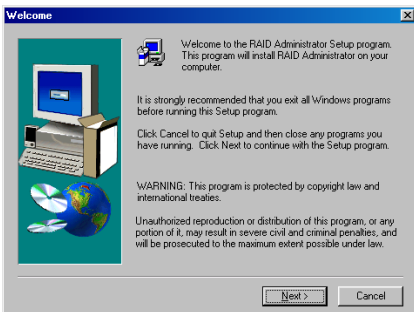 Welcome
Welcome to the RAID Administrator Setup program.
This program will install RAID Administrator on your
computer.
It is strongly recommended that you exit all Windows programs
before running this Setup program.
Click Cancel to quit Setup and then close any programs you
have running. Click Next to continue with the Setup program.
WARNING: This program is protected by copyright law and
international treaties.
Unauthorized reproduction or distribution of this program, or any
portion of it, may result in severe civil and criminal penalties, and
will be prosecuted to the maximum extent possible under law.
Next >
Cancel